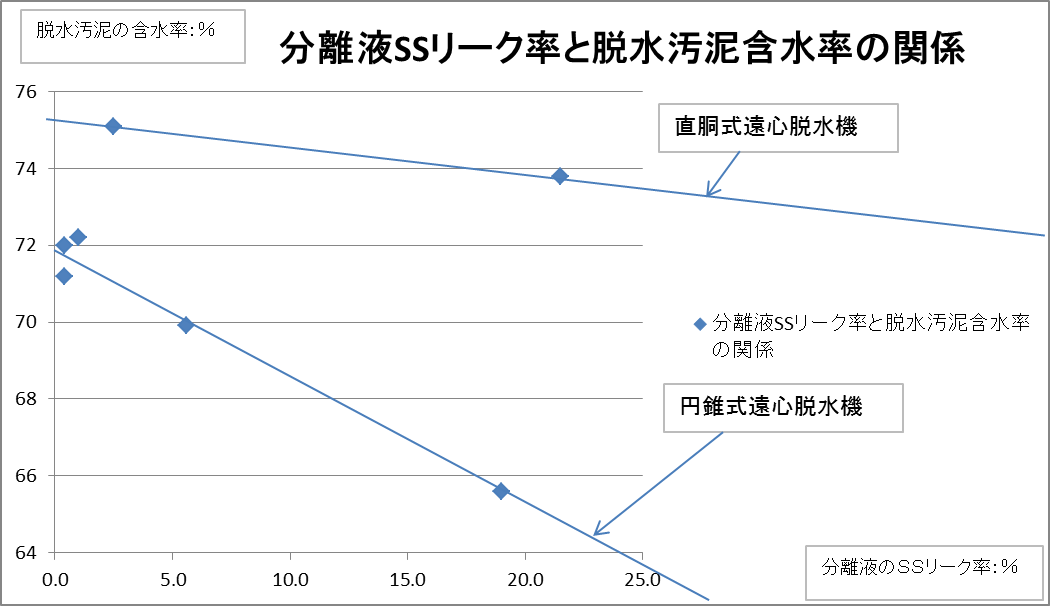 脱水汚泥の含水率:％
分離液SSリーク率と脱水汚泥含水率の関係
76
直胴式遠心脱水機
74
72
分離液SSリーク率と脱水汚泥含水率
の関係
70
円錐式遠心脱水機
68
66
64
分離液のＳＳリーク率:％
0.0 5.0 10.0 15.0 20.0 25.0